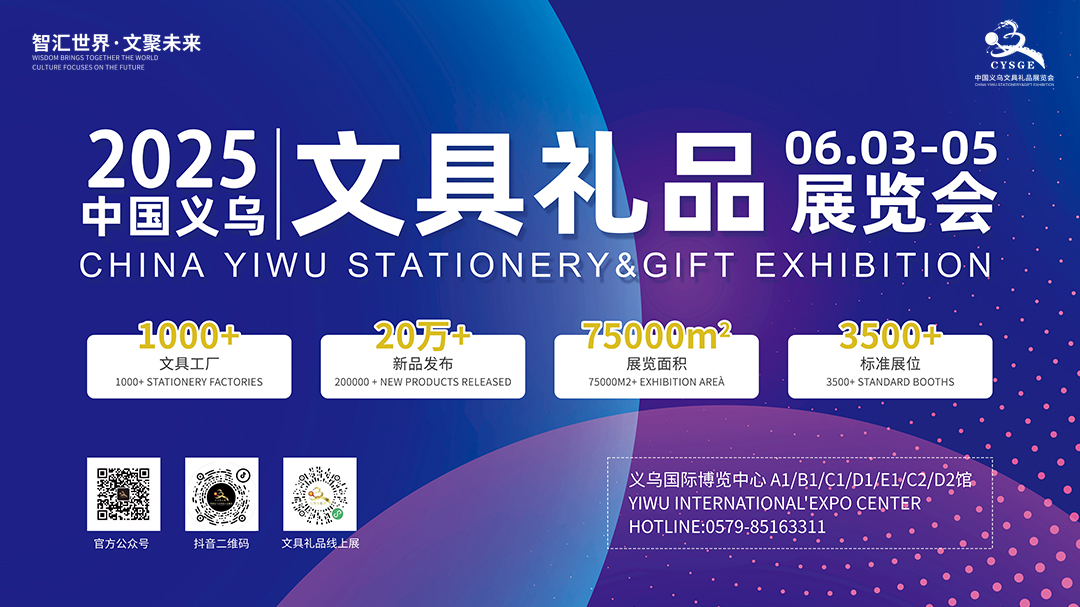 智汇世界·文聚未来
WISDOM BRINGS TOGETHER THE WORLD
CULTURE FOCUSES ON THE FUTURE
CYSGE
中国义乌文具礼品展览会
CHINA YIWU STATIONERY&GIFT EXHIBITION
2025
中国义乌
文具礼品
06.03-05
展览会
CHINA YIWU STATIONERY&GIFT EXHIBITION
1000+
文具工厂
1000+ STATIONERY FACTORIES
20万+
新品发布
200000 + NEW PRODUCTS RELEASED
75000m²
展览面积
75000M2+ EXHIBITION AREÀ
3500+
标准展位
3500+ STANDARD BOOTHS
官方公众号
抖音二维码
文具礼品线上展
义乌国际博览中心 A1/B1/C1/D1/E1/C2/D2馆
YIWU INTERNATIONAL'EXPO CENTER
HOTLINE:0579-85163311